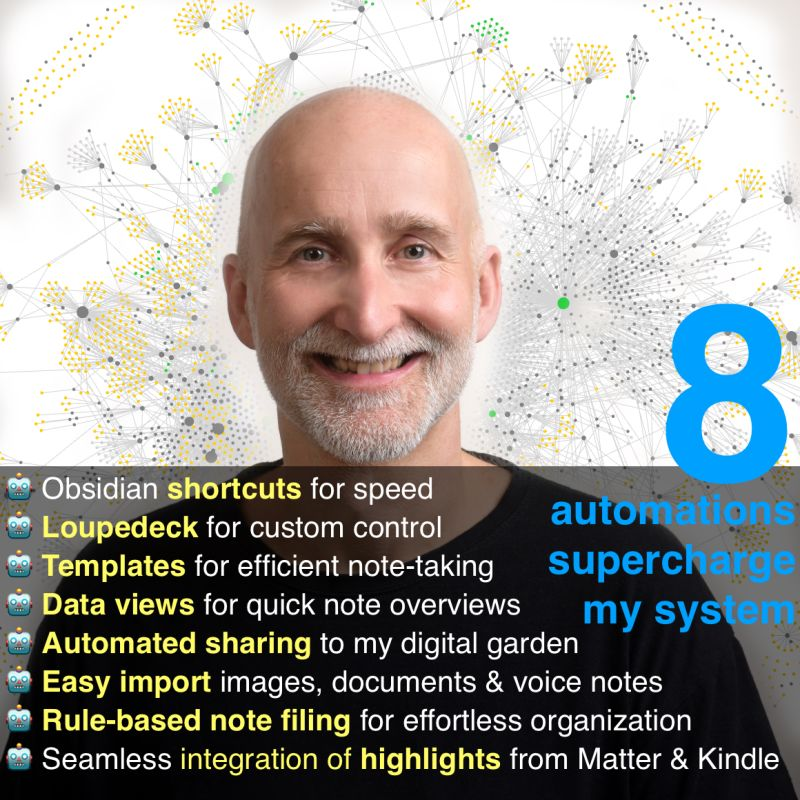 8
automations
supercharge
my system
🤖 Obsidian shortcuts for speed
🤖 Loupedeck for custom control
🤖 Templates for efficient note-taking
🤖 Data views for quick note overviews
🤖 Automated sharing to my digital garden
🤖 Easy import images, documents & voice notes
🤖 Rule-based note filing for effortless organization
🤖 Seamless integration of highlights from Matter & Kindle